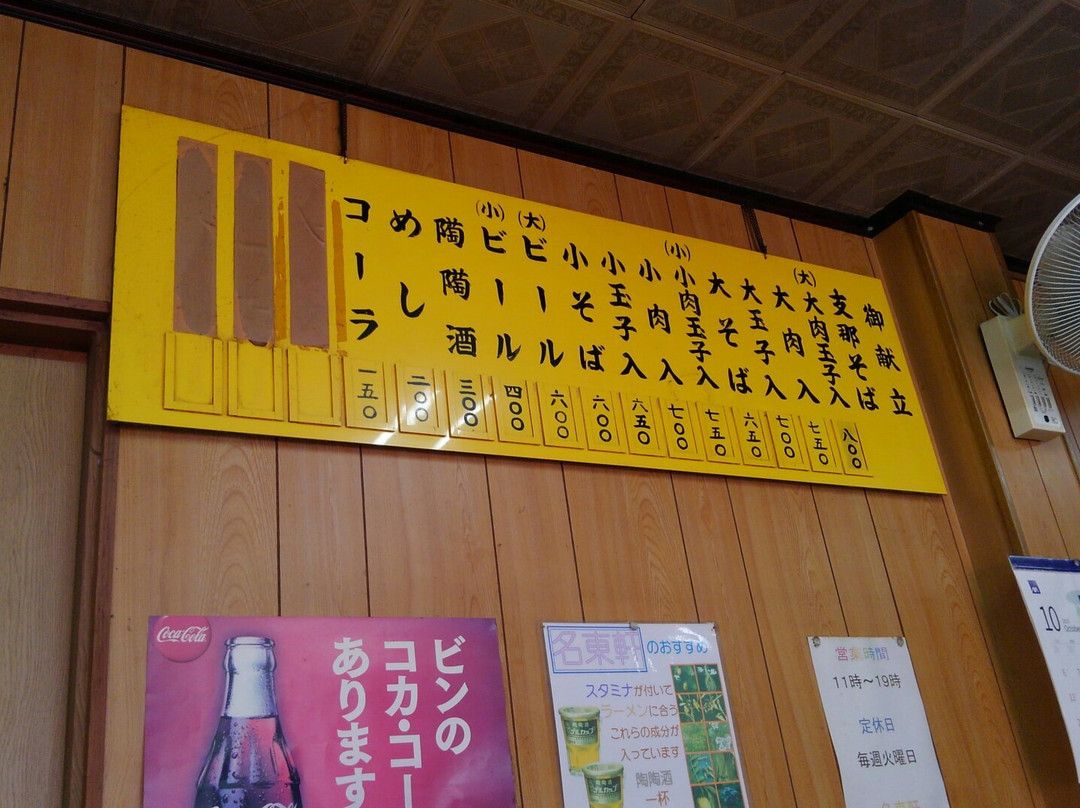 御献立
支那そば
(大)大肉玉子入 八〇〇
大肉入 七五〇
大玉子入 七〇〇
大そば 六五〇
(小)小肉玉子入 七五〇
小肉入 七〇〇
小玉子入 六五〇
小そば 六〇〇
(大)ビール 六〇〇
(小)ビール 四〇〇
陶陶酒 三〇〇
めし 二〇〇
コーラ 一五〇
Coca-Cola
ビンの
コカ・コー
あります
名東軒のおすすめ
スタミナが付いて
ラーメンに合う
これらの成分が
入っています
陶陶酒
一杯
営業時間
11時〜19時
定休日
毎週火曜日
10